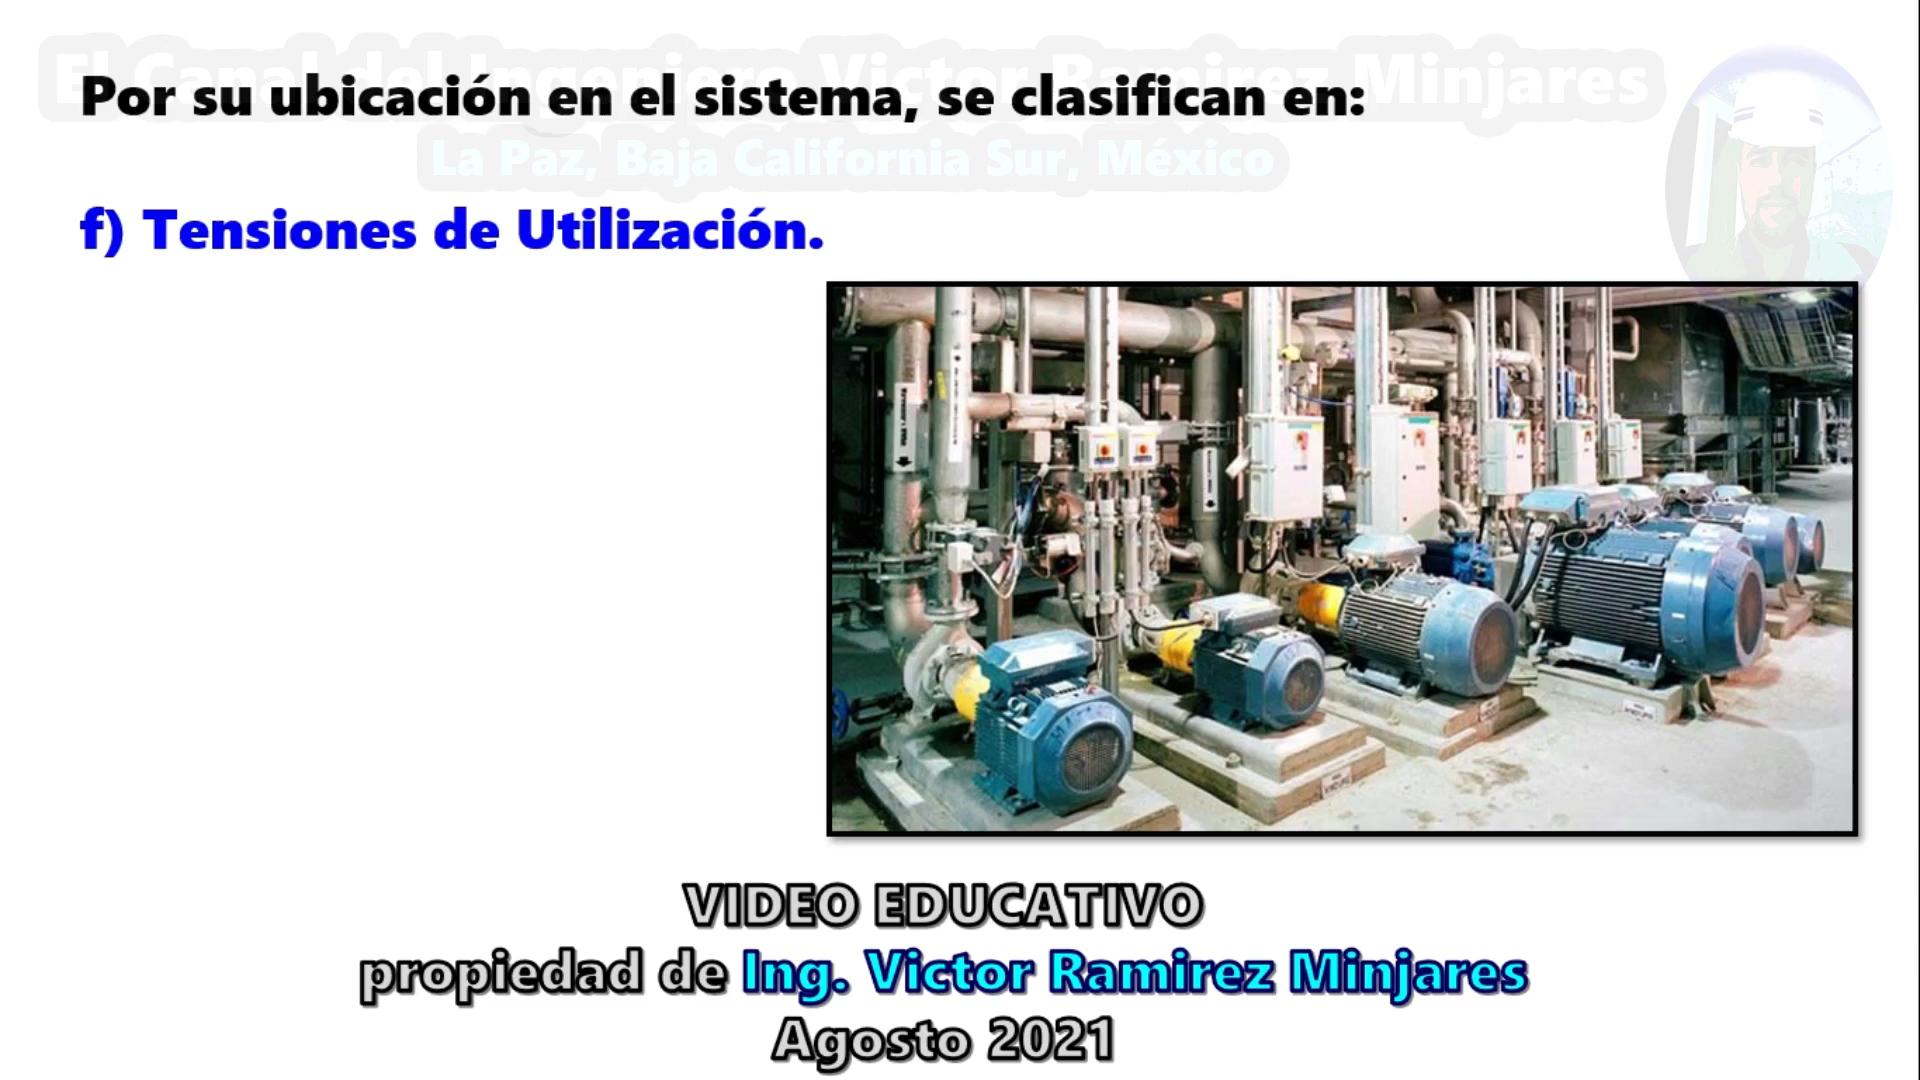 El Canal del Ingeniero Victor Ramirez Minjares
Por su ubicación en el sistema, se clasifican en:
La Paz, Baja California Sur, México
f) Tensiones de Utilización.
VIDEO EDUCATIVO
propiedad de Ing. Victor Ramirez Minjares
Agosto 2021